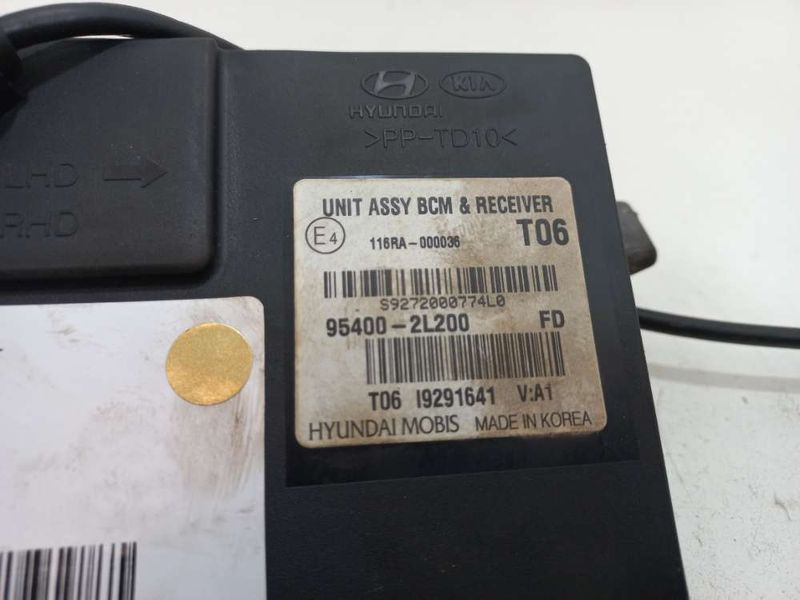 HYUNDAI KIA
>PP-TD10<
LHD
RHD
UNIT ASSY BCM & RECEIVER
E4 116RA-000036 T06
S9272000774L0
95400-2L200 FD
T06 I9291641 V:A1
HYUNDAI MOBIS MADE IN KOREA